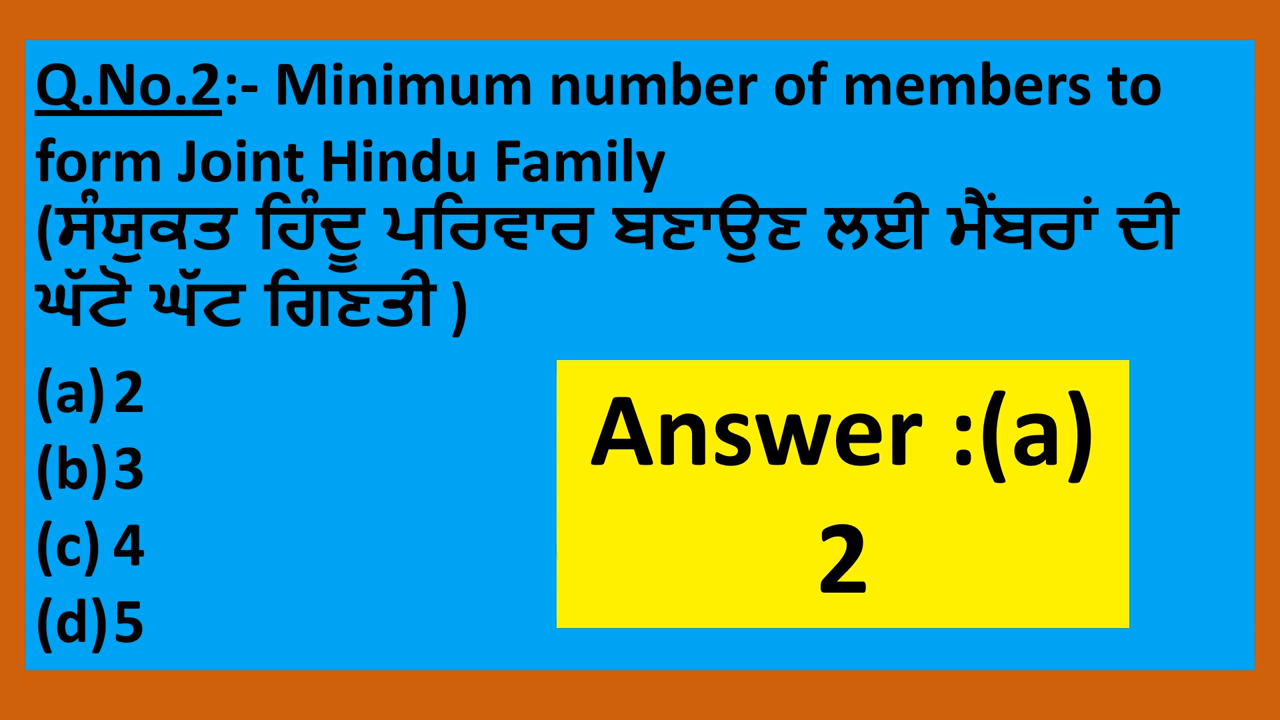 Q.No.2:- Minimum number of members to
form Joint Hindu Family
(ਸੰਯੁਕਤ ਹਿੰਦੂ ਪਰਿਵਾਰ ਬਣਾਉਣ ਲਈ ਮੈਂਬਰਾਂ ਦੀ
ਘੱਟੋ ਘੱਟ ਗਿਣਤੀ )
(a) 2
(b) 3
(c) 4
(d) 5
Answer :(a)
2